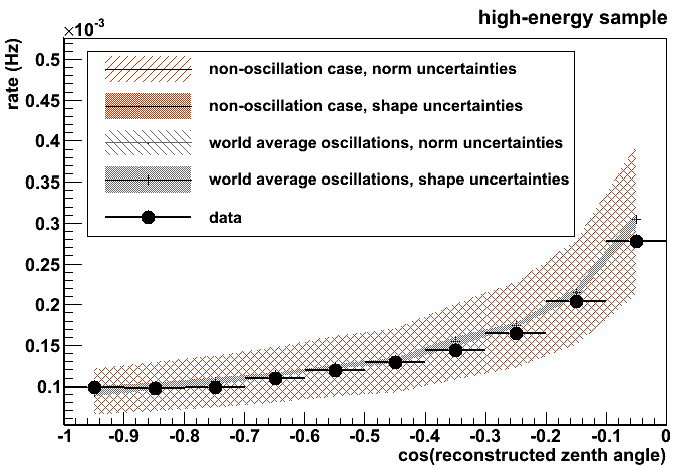 high-energy sample
×10⁻³
rate (Hz)
0.5
0.45
0.4
0.35
0.3
0.25
0.2
0.15
0.1
non-oscillation case, norm uncertainties
non-oscillation case, shape uncertainties
world average oscillations, norm uncertainties
world average oscillations, shape uncertainties
data
-1 -0.9 -0.8 -0.7 -0.6 -0.5 -0.4 -0.3 -0.2 -0.1 0
cos(reconstructed zenth angle)